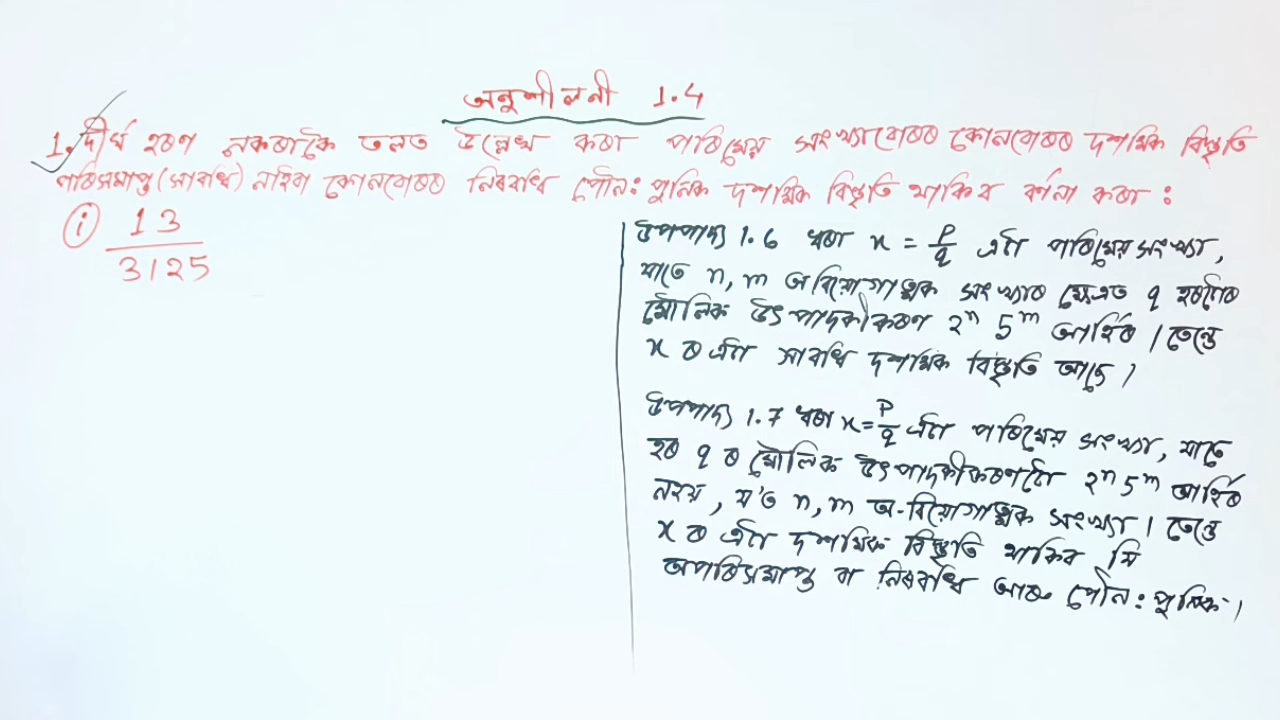 অনুশীলনী 1.4
1. দীৰ্ঘ হৰণ নকৰাকৈ তলত উল্লেখ কৰা পৰিমেয় সংখ্যাবোৰৰ কোনবোৰৰ দশমিক বিস্তৃতি
পৰিসমাপ্ত (সাবধি) নাইবা কোনবোৰৰ নিৰবধি পৌনঃপুনিক দশমিক বিস্তৃতি থাকিব বৰ্ণনা কৰা :
i 13
3125
উপপাদ্য 1.6 ধৰা x = p/q এটা পৰিমেয় সংখ্যা,
যাতে n, m অবিয়োগাত্মক সংখ্যাৰ ক্ষেত্ৰত q হৰটোৰ
মৌলিক উৎপাদকীকৰণ 2ⁿ 5ᵐ আৰ্হিৰ। তেন্তে
x ৰ এটা সাবধি দশমিক বিস্তৃতি আছে।
উপপাদ্য 1.7 ধৰা x = p/q এটা পৰিমেয় সংখ্যা, যাতে
হৰ q ৰ মৌলিক উৎপাদকীকৰণটো 2ⁿ 5ᵐ আৰ্হিৰ
নহয়, য'ত n, m অ-বিয়োগাত্মক সংখ্যা। তেন্তে
x ৰ এটা দশমিক বিস্তৃতি থাকিব যি
অপৰিসমাপ্ত বা নিৰবধি আৰু পৌনঃপুনিক।